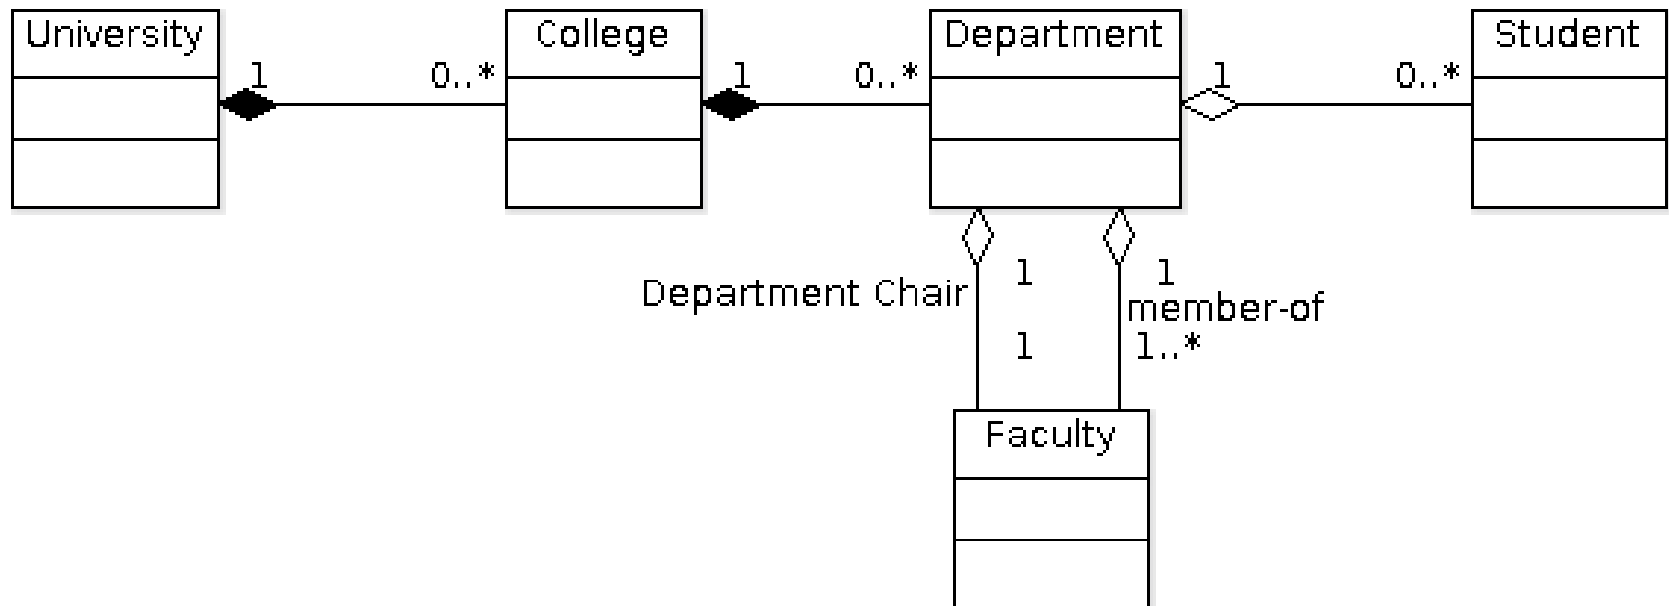 University
College
Department
Student
1
0..*
1
0..*
1
0..*
1
1
Department Chair
member-of
1
1..*
Faculty